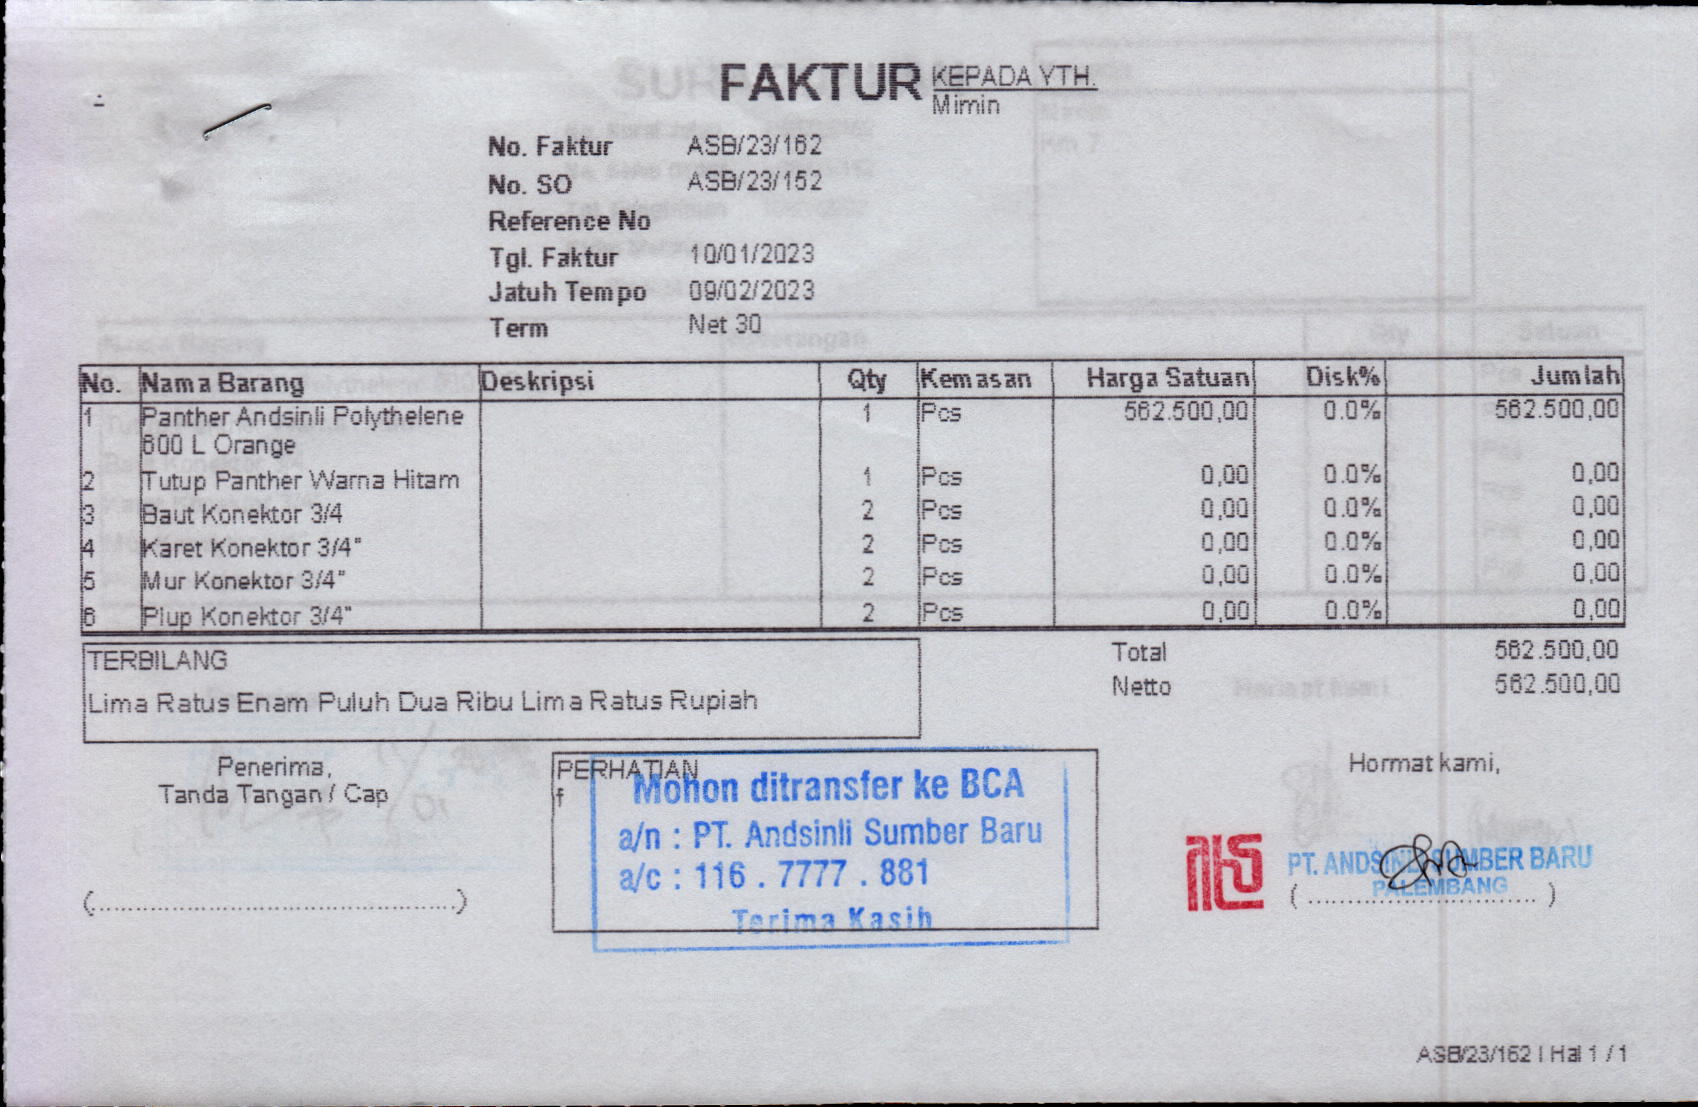 FAKTUR
KEPADA YTH.
Mimin
No. Faktur ASB/23/162
No. SO ASB/23/152
Reference No
Tgl. Faktur 10/01/2023
Jatuh Tempo 09/02/2023
Term Net 30
No. Nama Barang Deskripsi Qty Kemasan Harga Satuan Disk% Jumlah
1 Panther Andsinli Polythelene 1 Pcs 562.500,00 0.0% 562.500,00
600 L Orange
2 Tutup Panther Warna Hitam 1 Pcs 0,00 0.0% 0,00
3 Baut Konektor 3/4 2 Pcs 0,00 0.0% 0,00
4 Karet Konektor 3/4" 2 Pcs 0,00 0.0% 0,00
5 Mur Konektor 3/4" 2 Pcs 0,00 0.0% 0,00
6 Plup Konektor 3/4" 2 Pcs 0,00 0.0% 0,00
TERBILANG
Lima Ratus Enam Puluh Dua Ribu Lima Ratus Rupiah
Total 562.500,00
Netto 562.500,00
Penerima,
Tanda Tangan / Cap
(............................................)
PERHATIAN
f
Mohon ditransfer ke BCA
a/n : PT. Andsinli Sumber Baru
a/c : 116 . 7777 . 881
Terima Kasih
Hormat kami,
PT. ANDSINLI SUMBER BARU
PALEMBANG
(............................)
ASB/23/162 | Hal 1 / 1